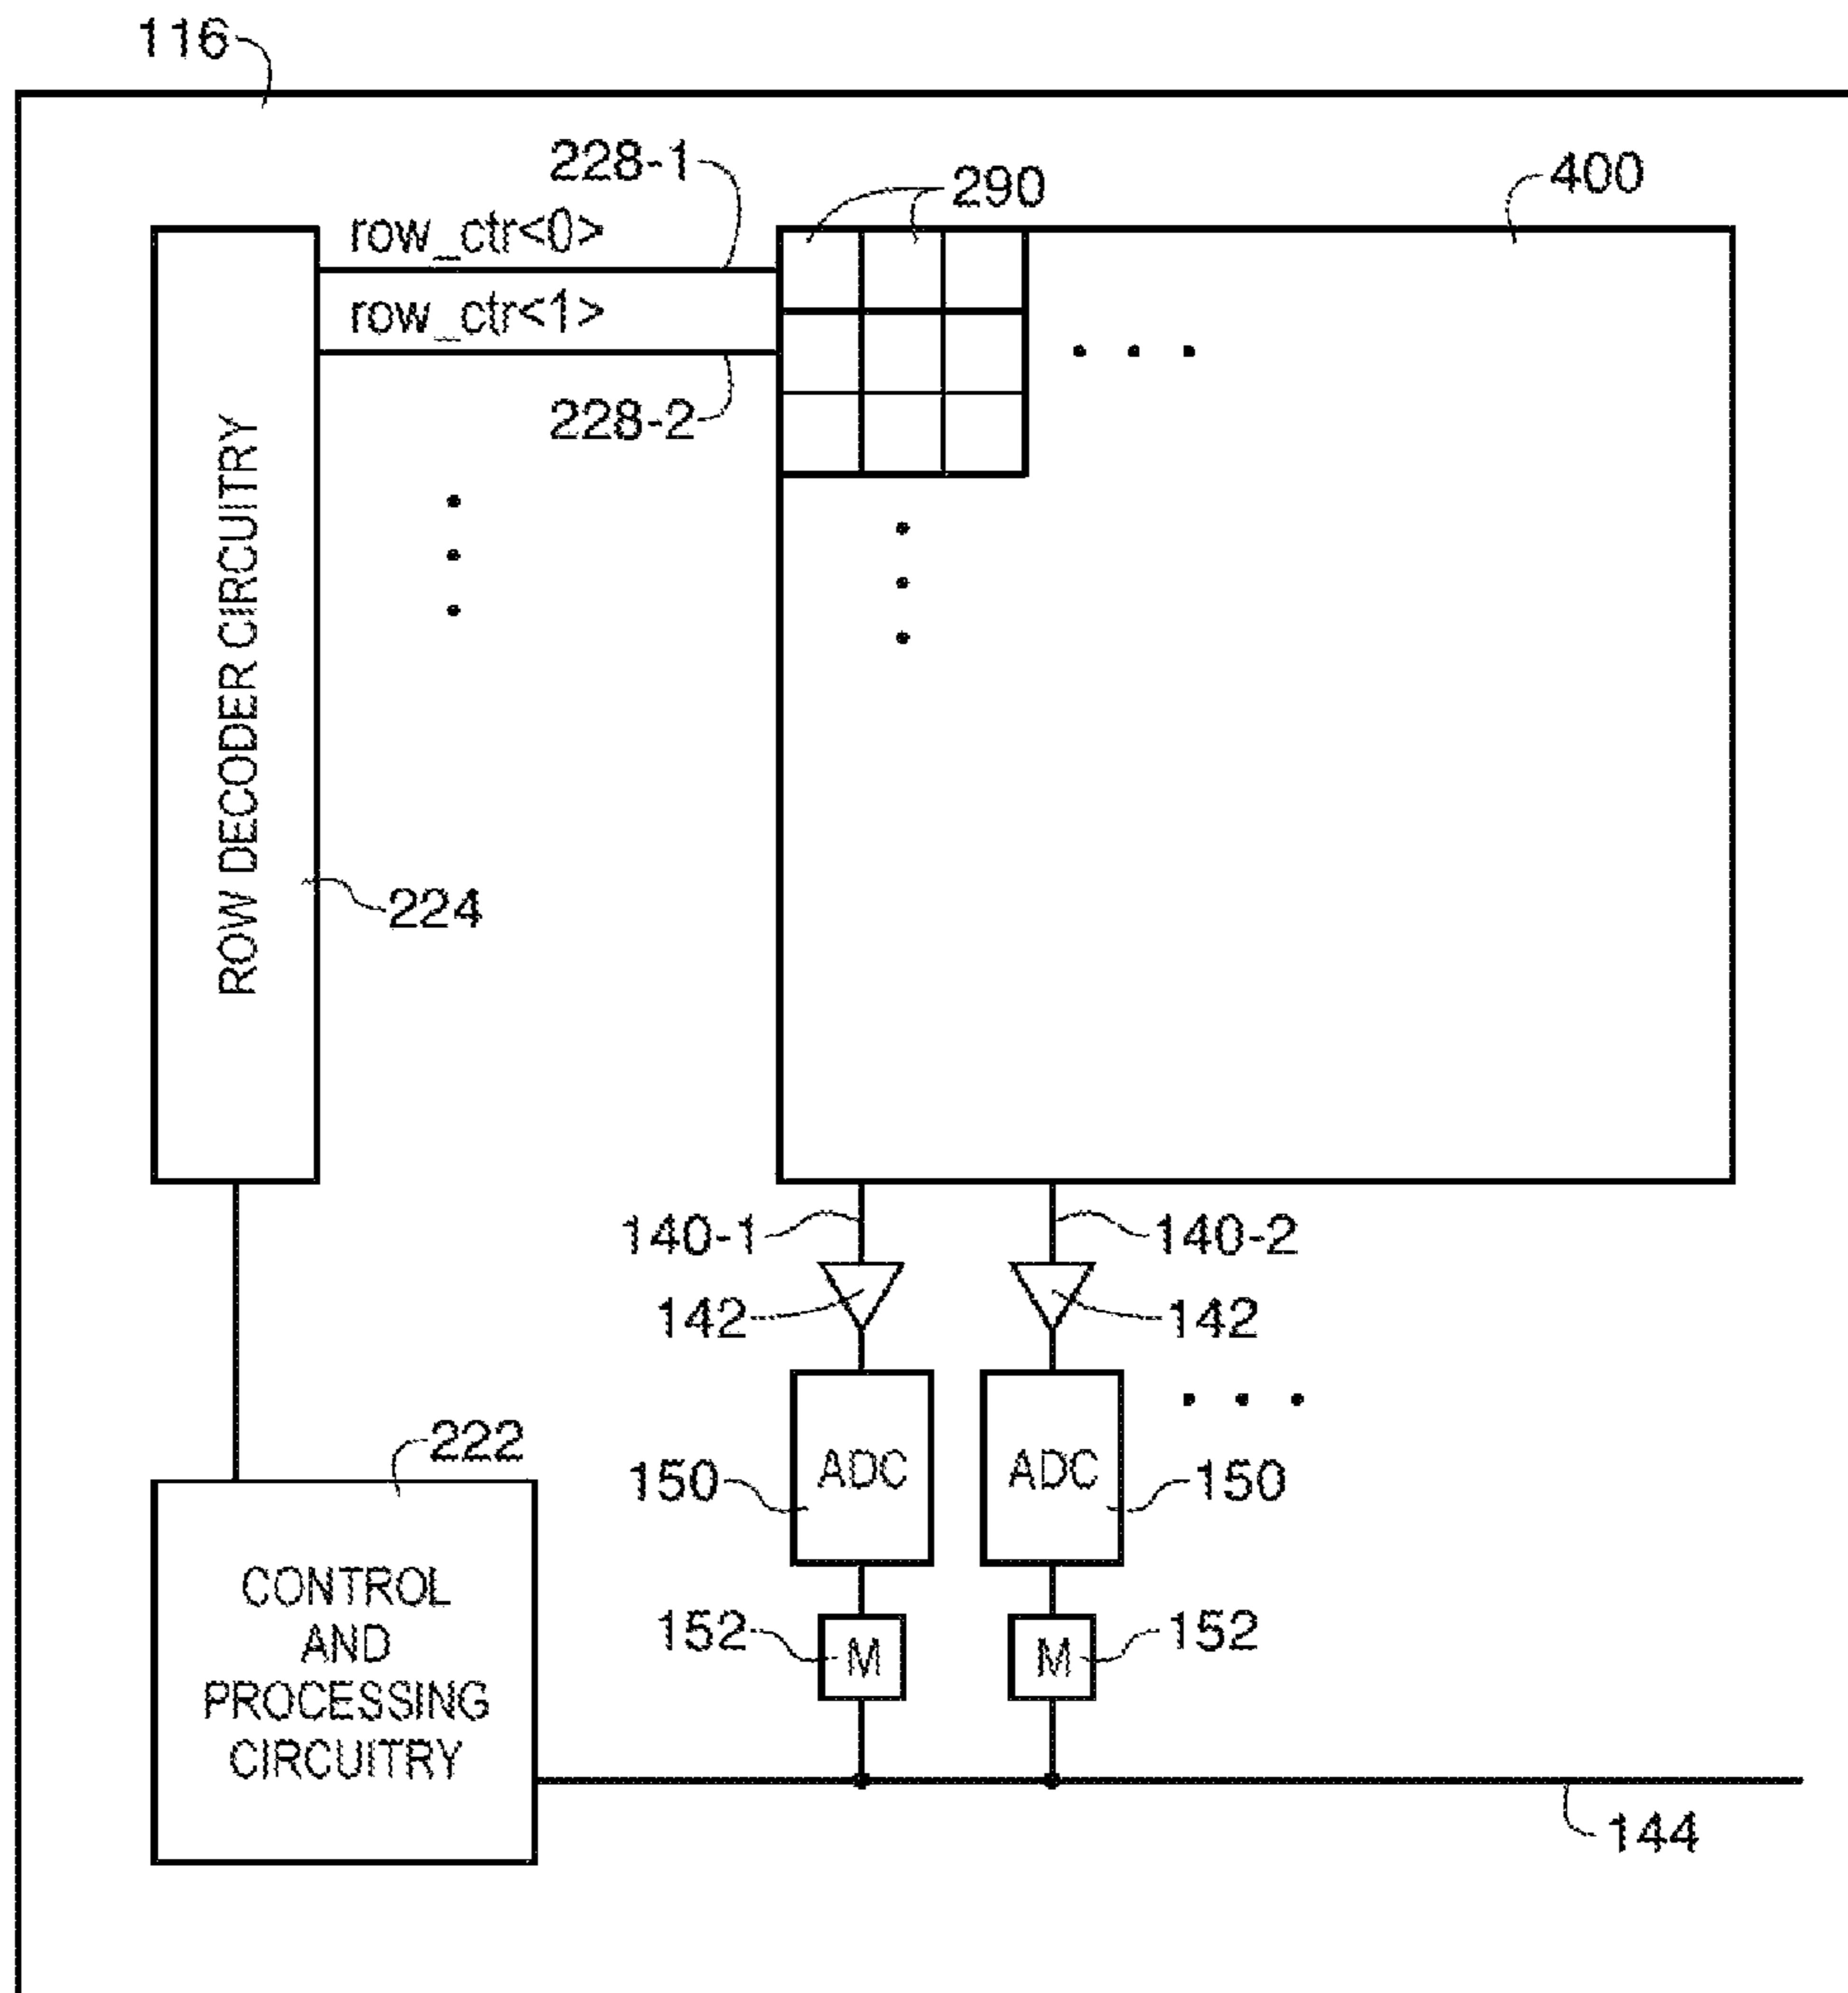 116
228-1
290
400
row_ctr<0>
row_ctr<1>
228-2
ROW DECODER CIRCUITRY
224
140-1
140-2
142
142
222
150
ADC
ADC
150
CONTROL
AND
PROCESSING
CIRCUITRY
152
M
M
152
144